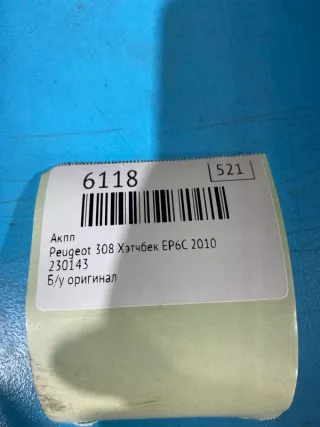 6118 521
Акпп
Peugeot 308 Хэтчбек EP6C 2010
230143
Б/у оригинал